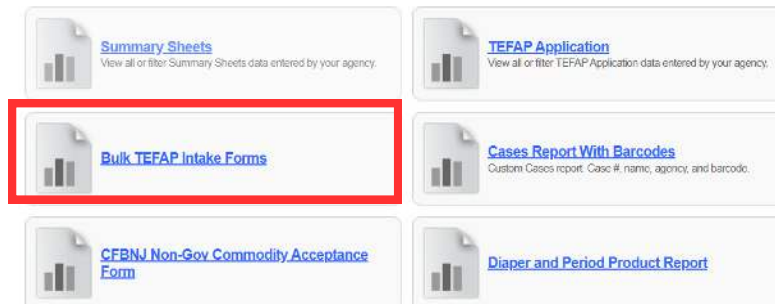 Summary Sheets
View all or filter Summary Sheets data entered by your agency.
TEFAP Application
View all or filter TEFAP Application data entered by your agency.
Bulk TEFAP Intake Forms
Cases Report With Barcodes
Custom Cases report. Case #, name, agency, and barcode.
CFBNJ Non-Gov Commodity Acceptance
Form
Diaper and Period Product Report